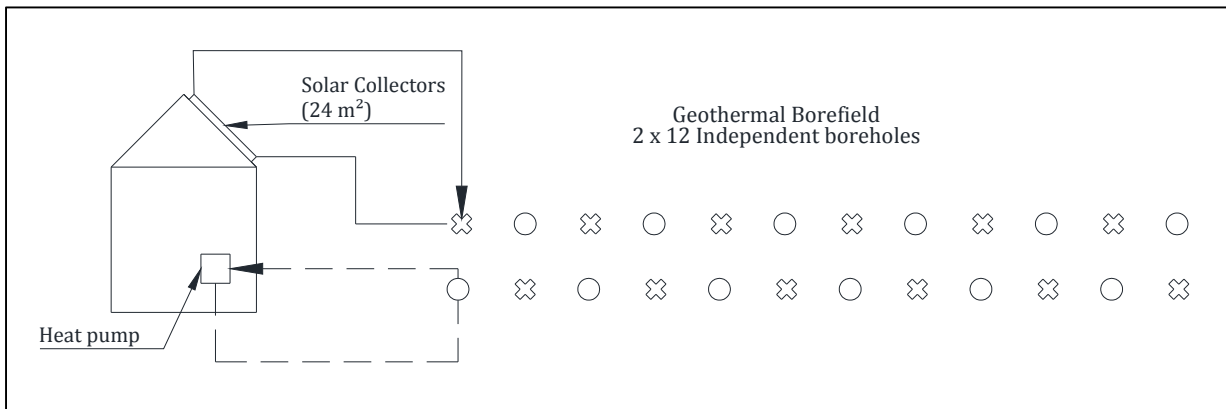 Solar Collectors
(24 m²)
Geothermal Borefield
2 x 12 Independent boreholes
Heat pump